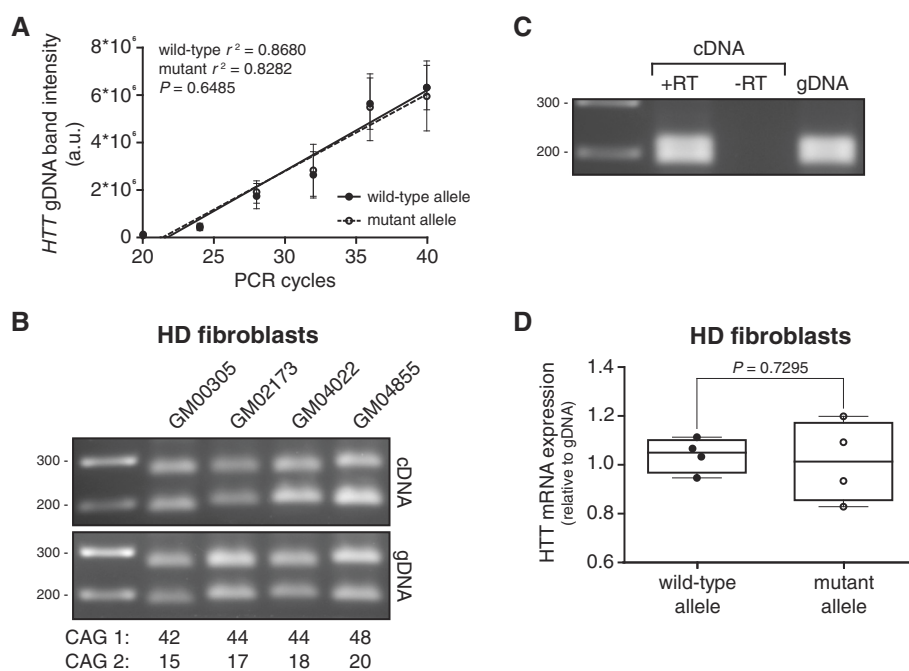 A
wild-type r² = 0.8680
mutant r² = 0.8282
P = 0.6485
HTT gDNA band intensity
(a.u.)
8*10⁶
6*10⁶
4*10⁶
2*10⁶
0
20 25 30 35 40
PCR cycles
wild-type allele
mutant allele
B
HD fibroblasts
GM00305 GM02173 GM04022 GM04855
300 -
200 -
cDNA
300 -
200 -
gDNA
CAG 1: 42 44 44 48
CAG 2: 15 17 18 20
C
cDNA
+RT -RT gDNA
300 -
200 -
D
HD fibroblasts
P = 0.7295
HTT mRNA expression
(relative to gDNA)
1.4
1.2
1.0
0.8
0.6
wild-type
allele
mutant
allele